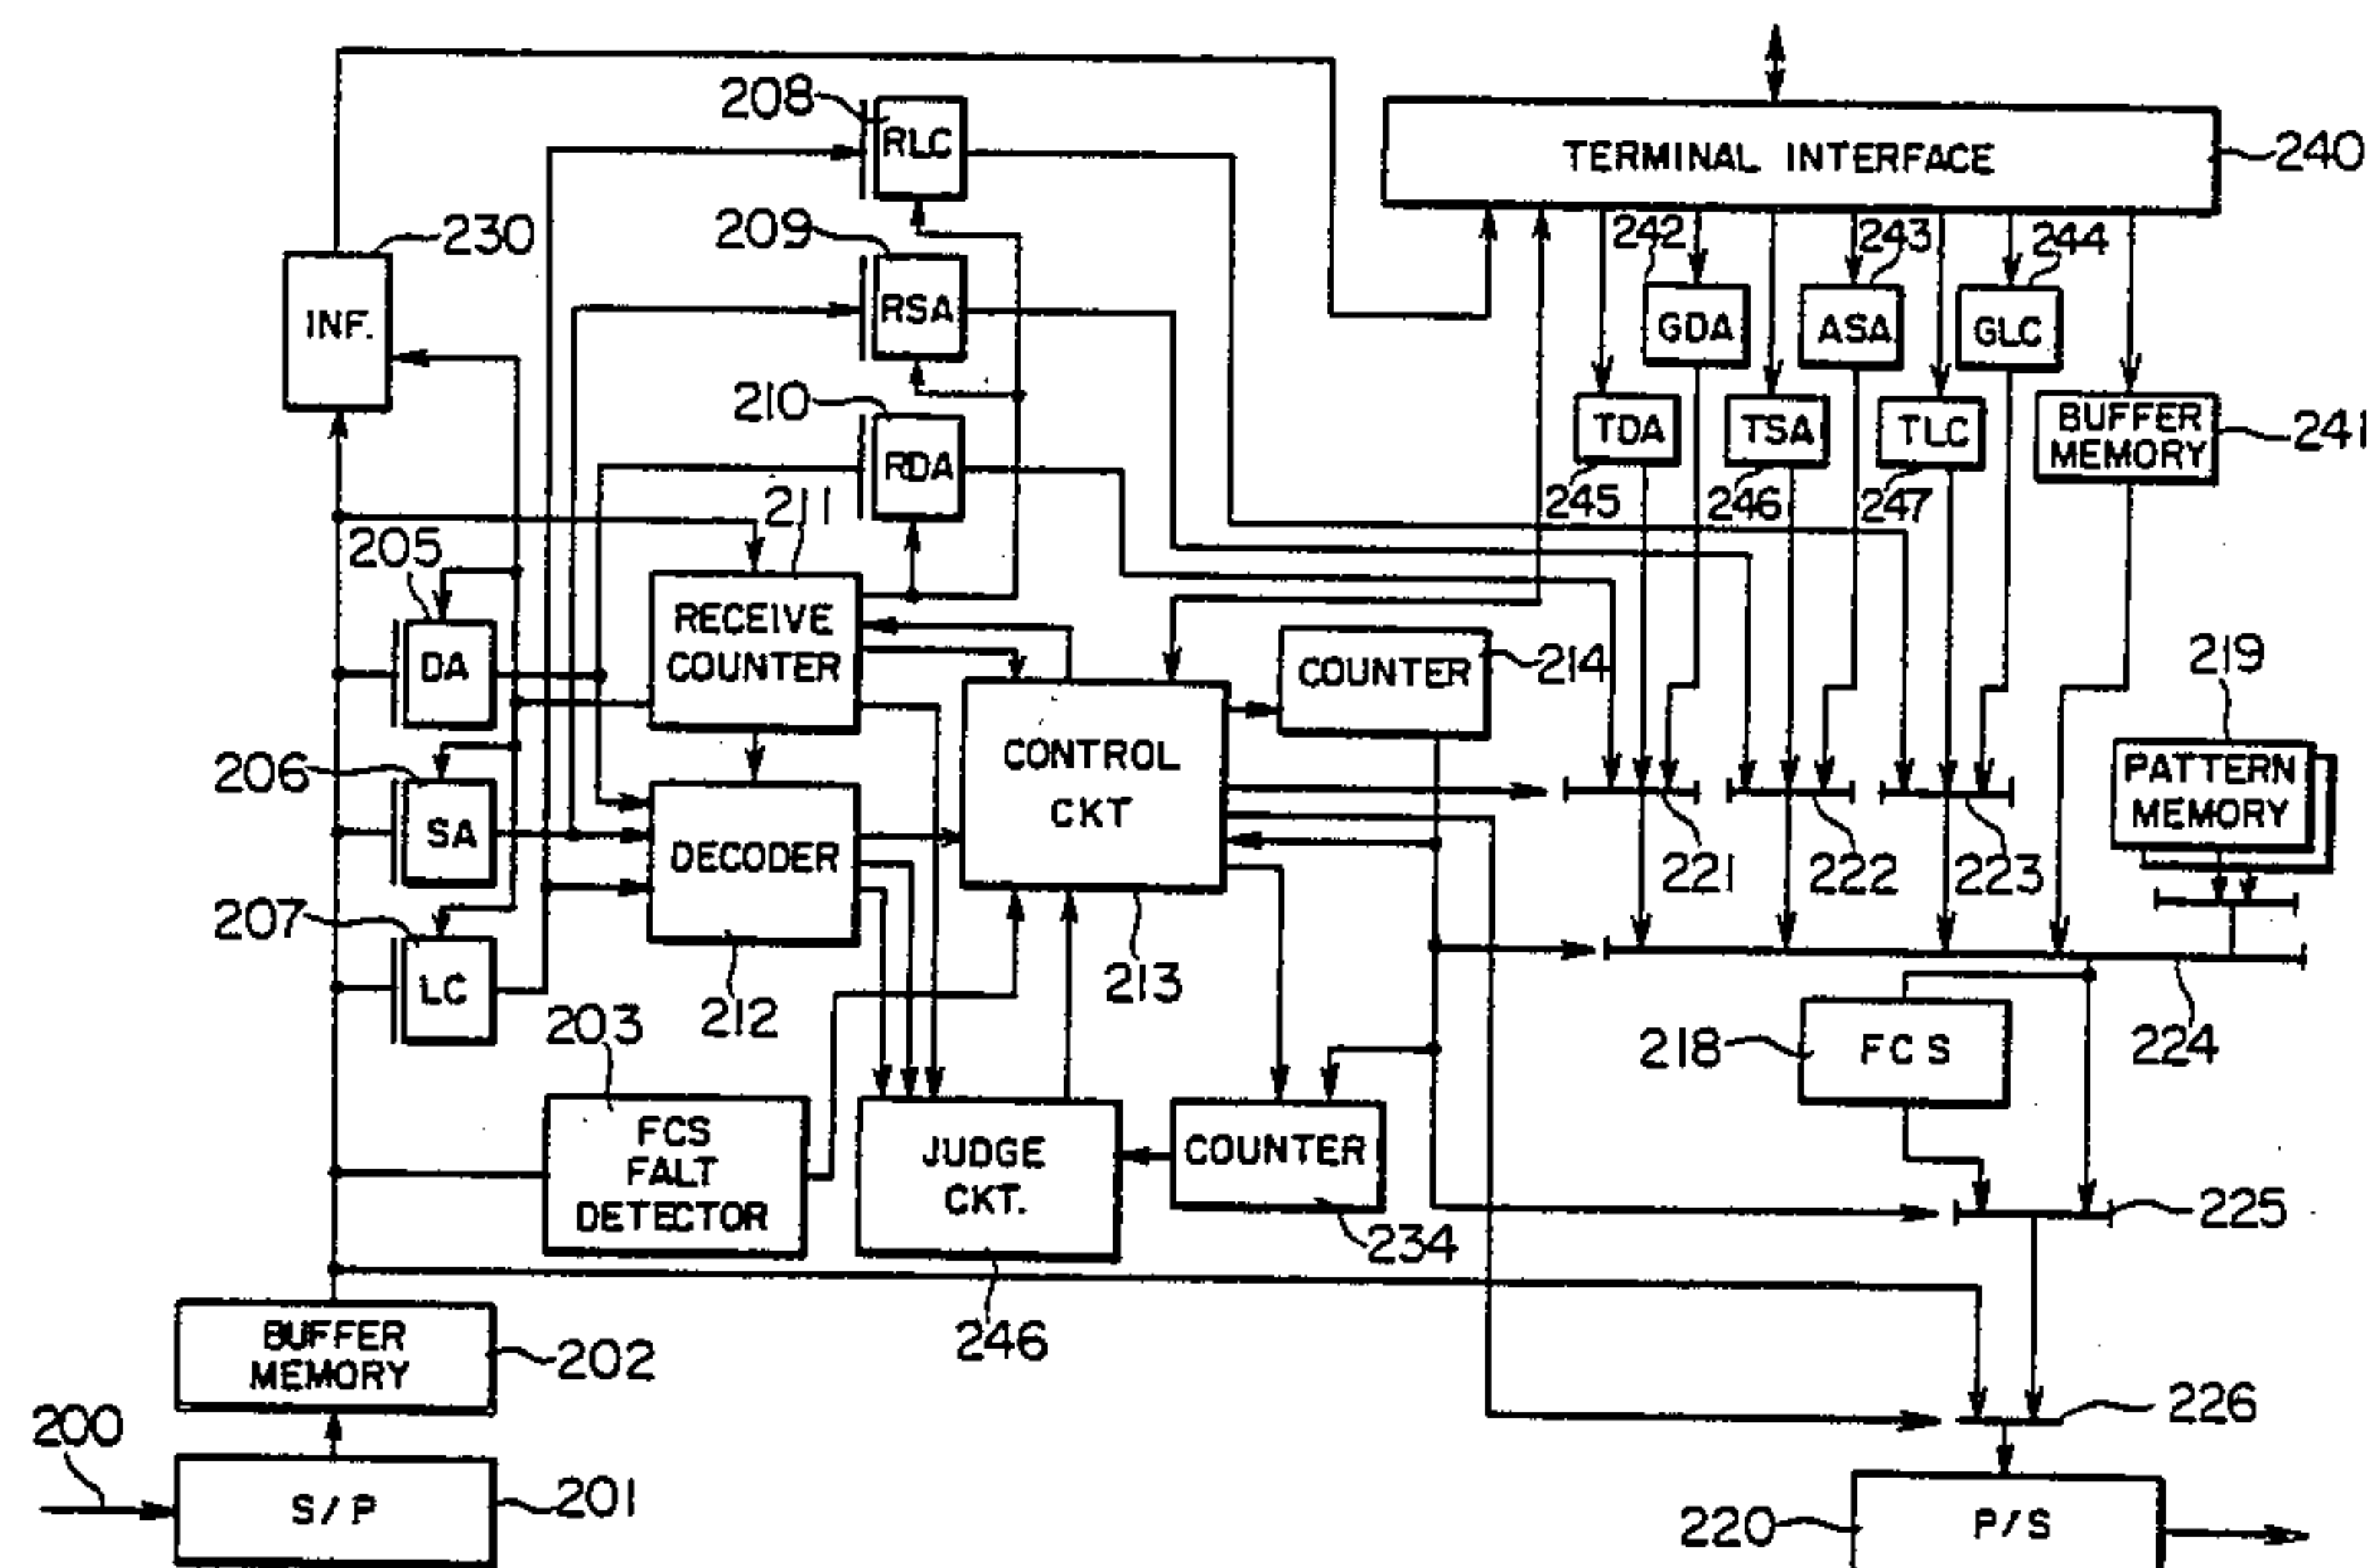 208
RLC
TERMINAL INTERFACE
240
230
209
242
243
244
INF.
RSA
GDA
ASA
GLC
210
RDA
TDA
TSA
TLC
BUFFER
MEMORY
241
245
246
247
211
205
RECEIVE
COUNTER
DA
COUNTER
214
219
206
SA
DECODER
CONTROL
CKT
PATTERN
MEMORY
221
222
223
207
LC
212
213
203
218
FCS
224
FCS
FALT
DETECTOR
JUDGE
CKT.
COUNTER
234
225
246
BUFFER
MEMORY
202
226
200
S/P
201
220
P/S